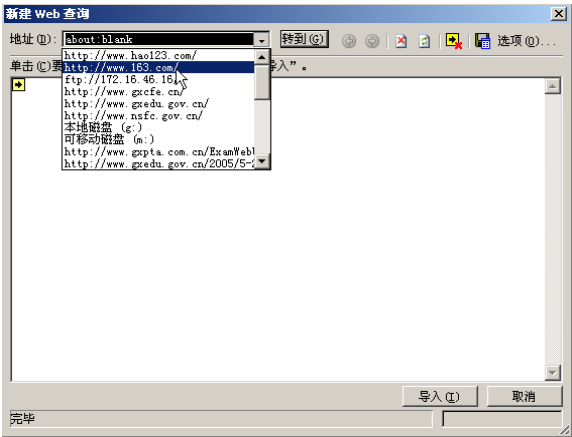 新建 Web 查询
地址(D): about:blank 转到(G) 选项(O)...
http://www.hao123.com/
单击(C)要 导入”。
http://www.163.com/
ftp://172.16.46.16/
http://www.gxcfe.cn/
http://www.gxedu.gov.cn/
http://www.nsfc.gov.cn/
本地磁盘 (g:)
可移动磁盘 (m:)
http://www.gxpta.com.cn/ExamWeb
http://www.gxedu.gov.cn/2005/5-2
导入(I) 取消
完毕